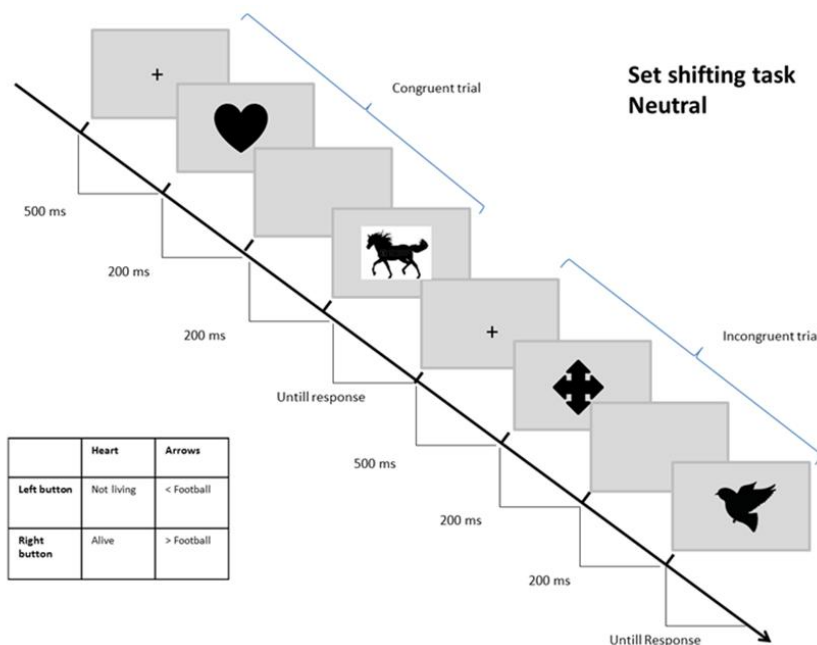 Set shifting task
Neutral
Congruent trial
500 ms
200 ms
200 ms
Untill response
Incongruent trial
500 ms
200 ms
200 ms
Untill Response
Heart Arrows
Left button Not living < Football
Right
button Alive > Football